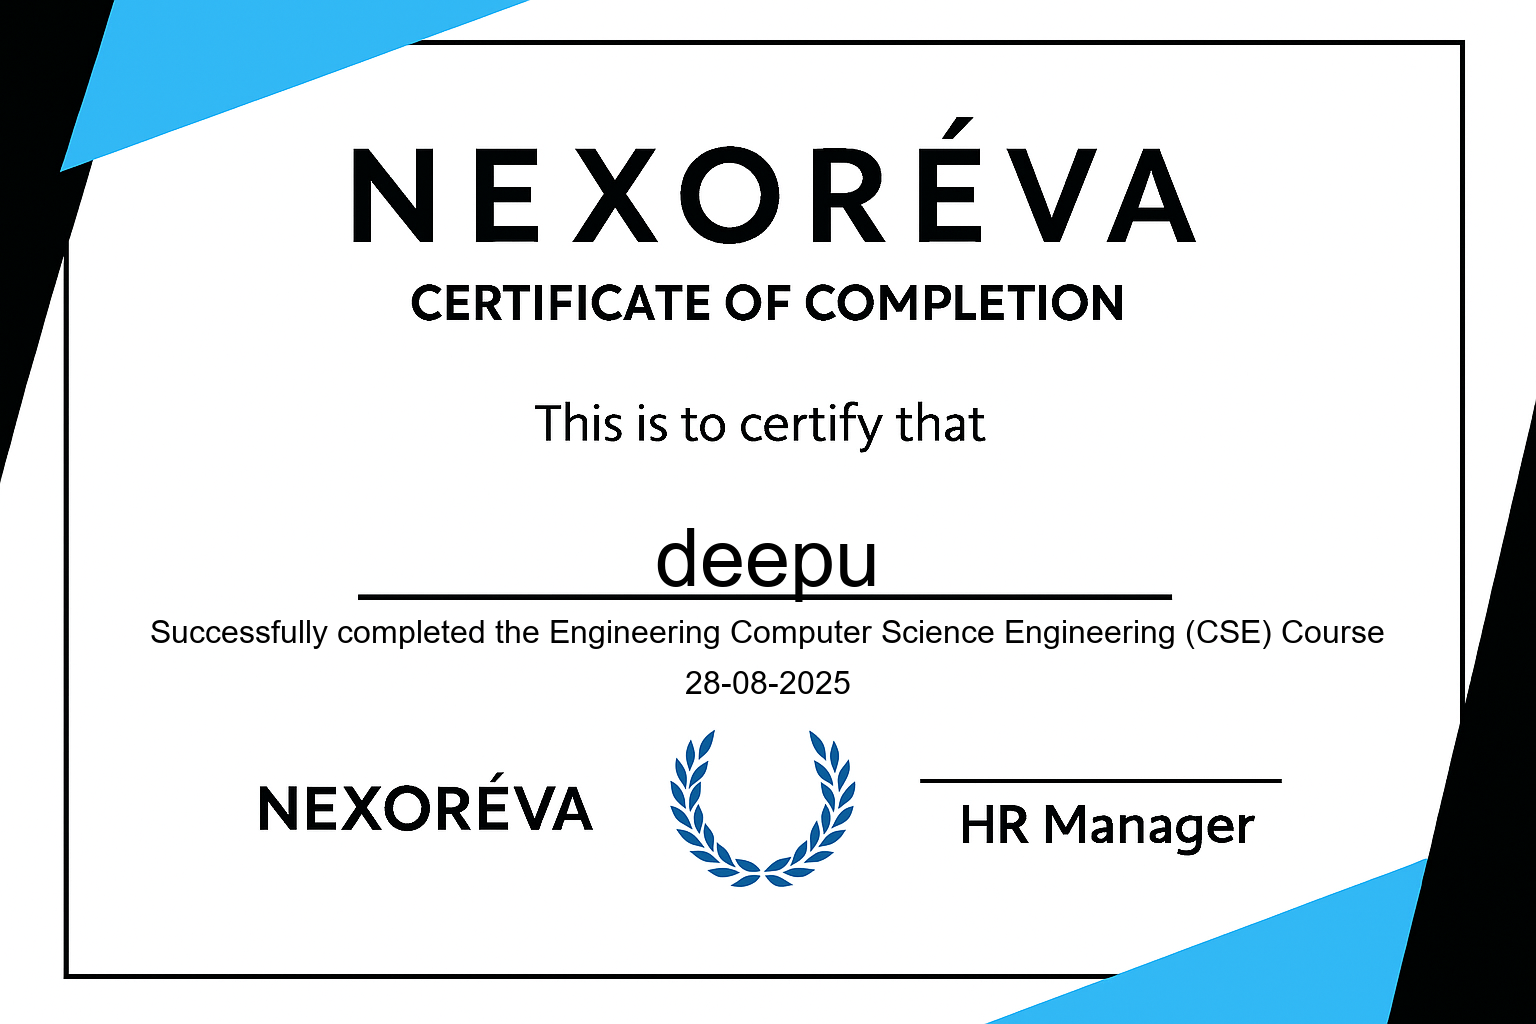 NEXORÉVA
CERTIFICATE OF COMPLETION
This is to certify that
deepu
Successfully completed the Engineering Computer Science Engineering (CSE) Course
28-08-2025
NEXORÉVA
HR Manager